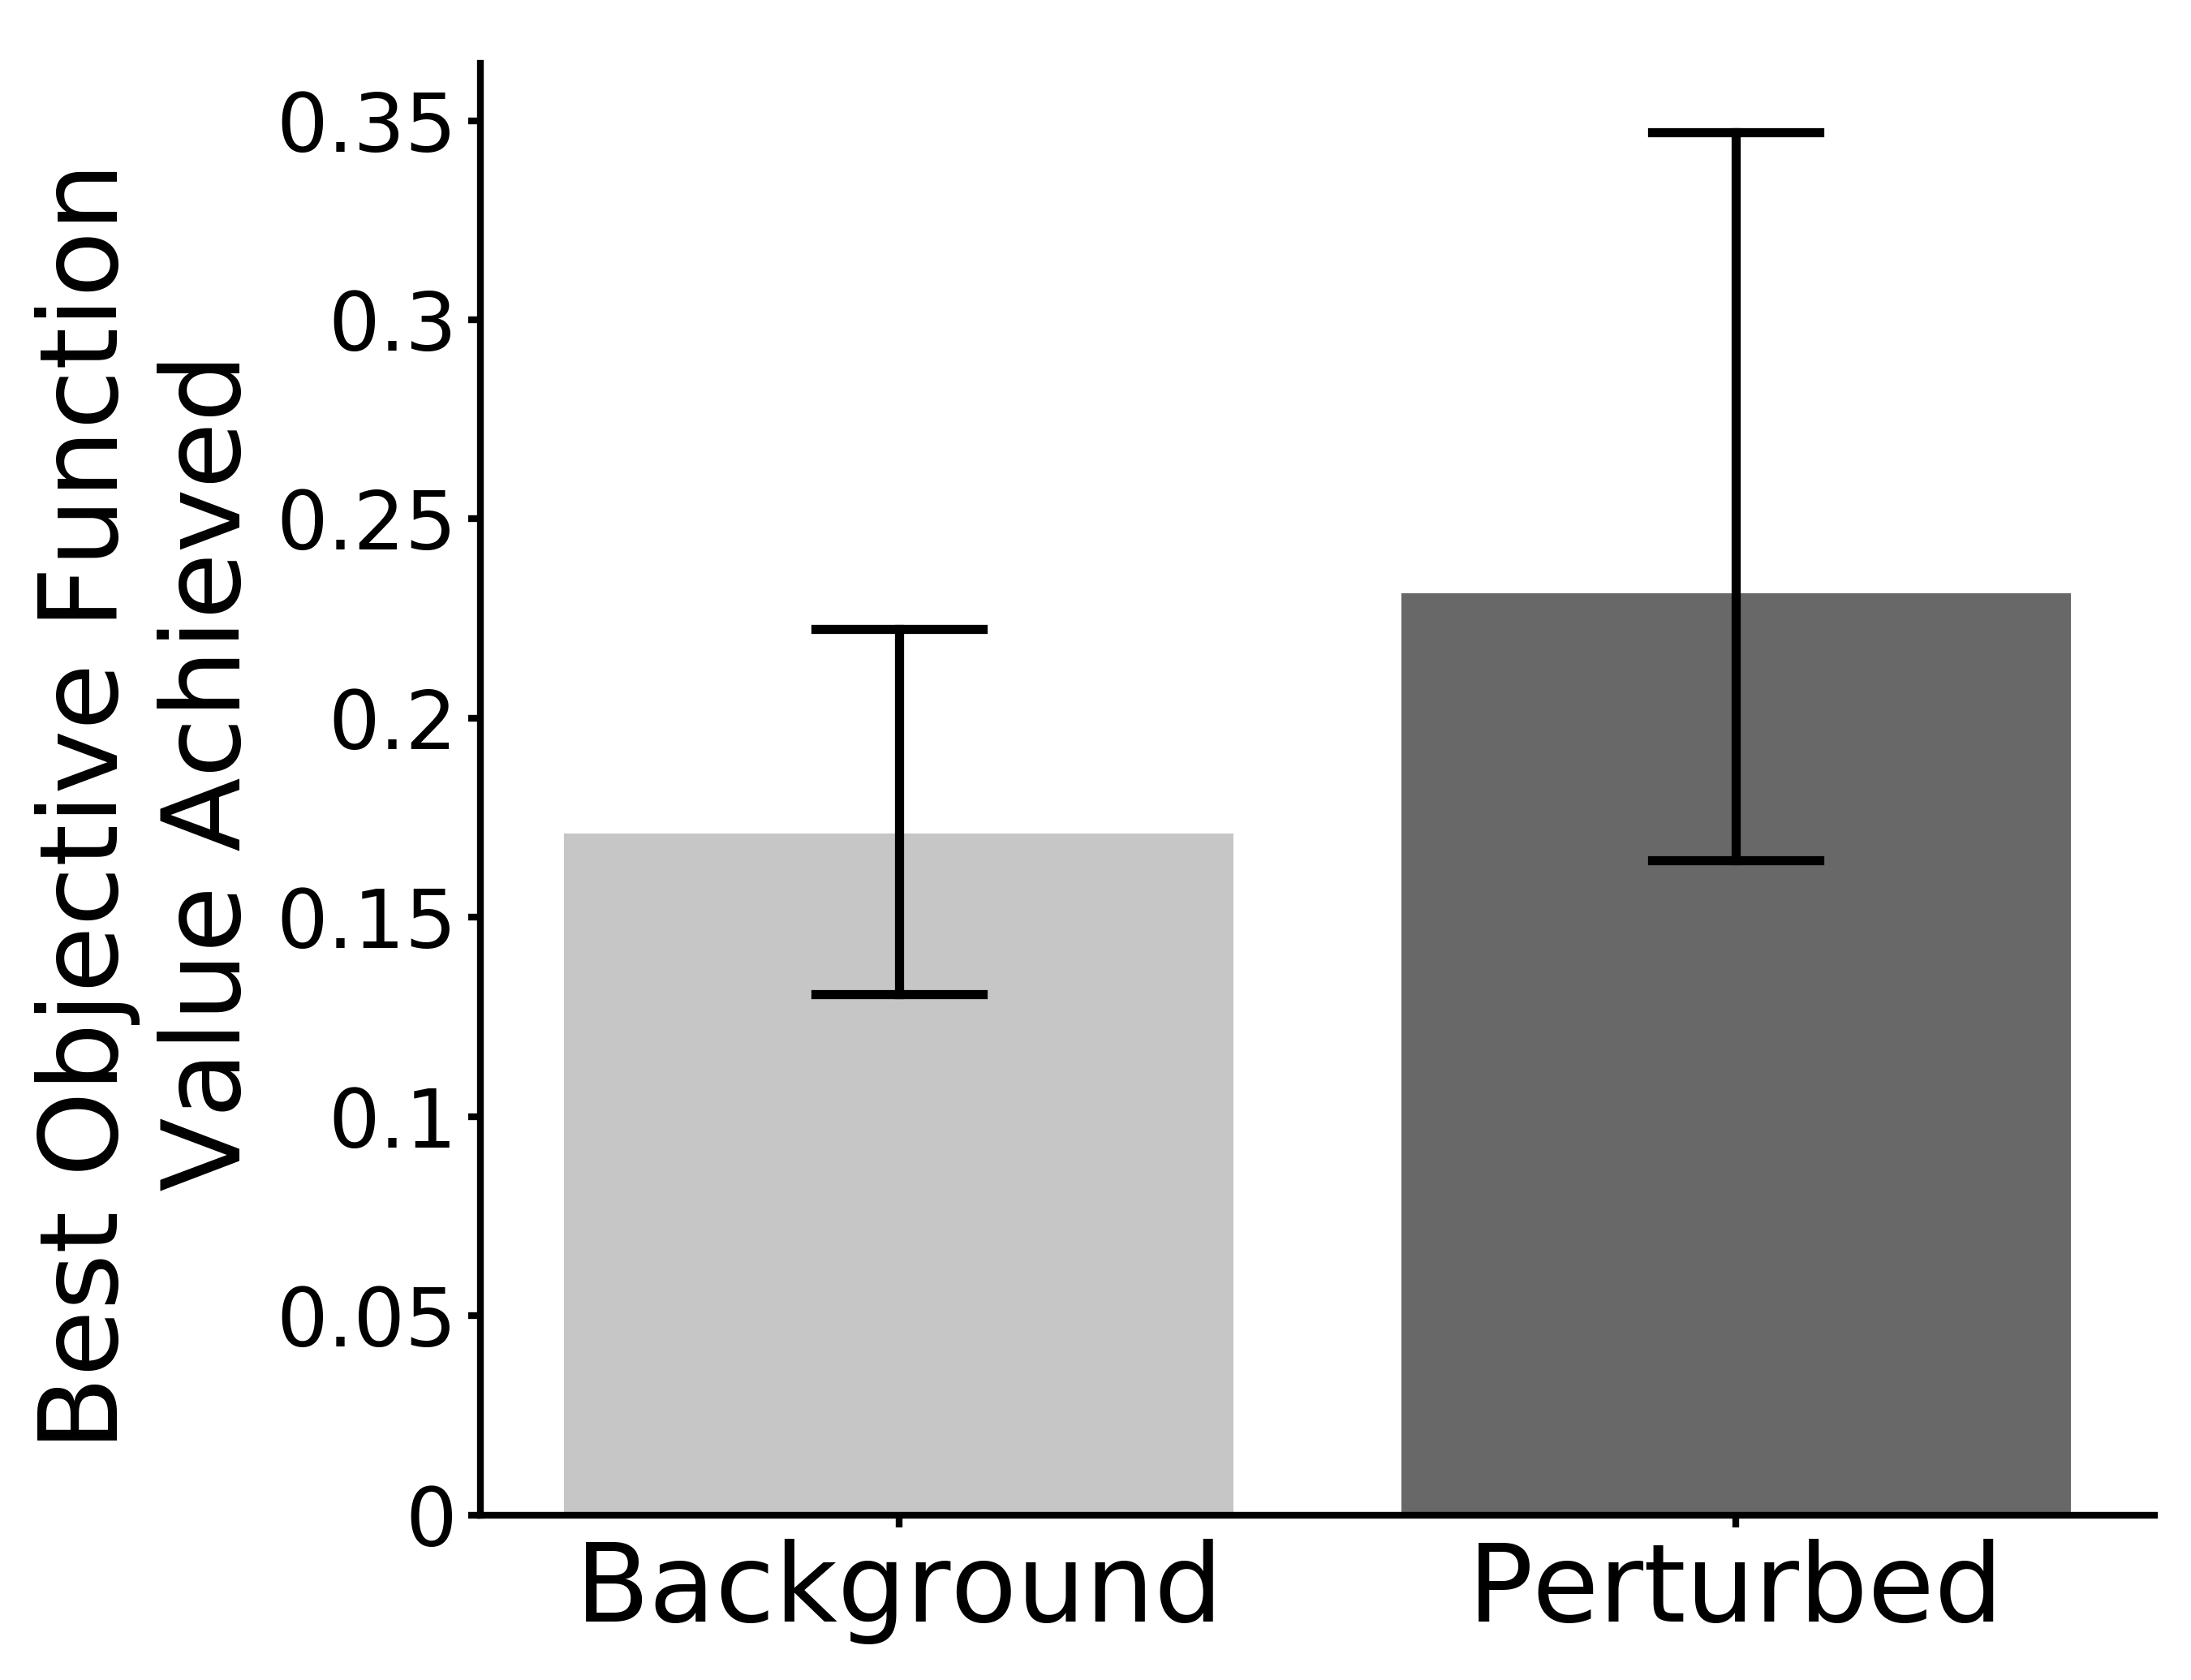 Best Objective Function
Value Achieved
0.35
0.3
0.25
0.2
0.15
0.1
0.05
0
Background
Perturbed